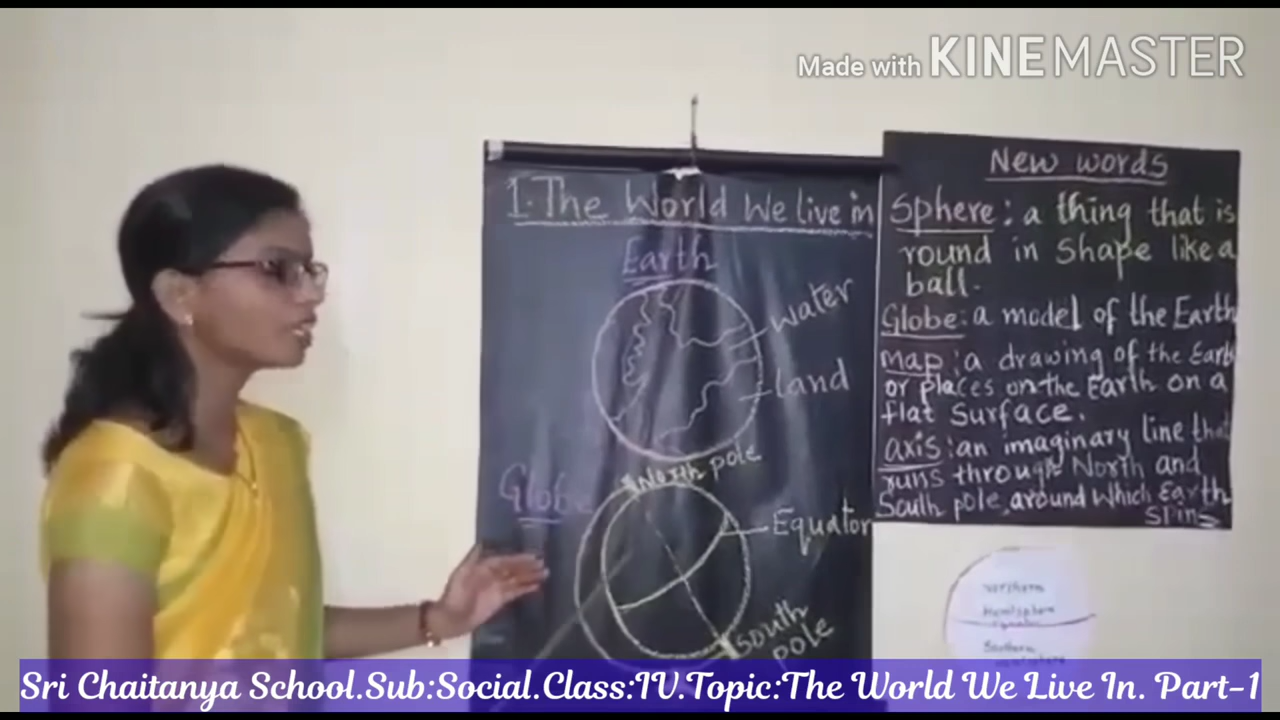 Made with KINEMASTER
New words
1. The World We live in
Sphere: a thing that is
round in Shape like a
ball.
Earth
water
Globe: a model of the Earth
map: a drawing of the Earth
or places on the Earth on a
flat Surface.
land
axis: an imaginary line that
runs through North and
South pole, around which Earth
spins
North pole
Globe
Equator
South
pole
Northern
Hemisphere
Equator
Southern
Hemisphere
Sri Chaitanya School.Sub:Social.Class:IV.Topic:The World We Live In. Part-1